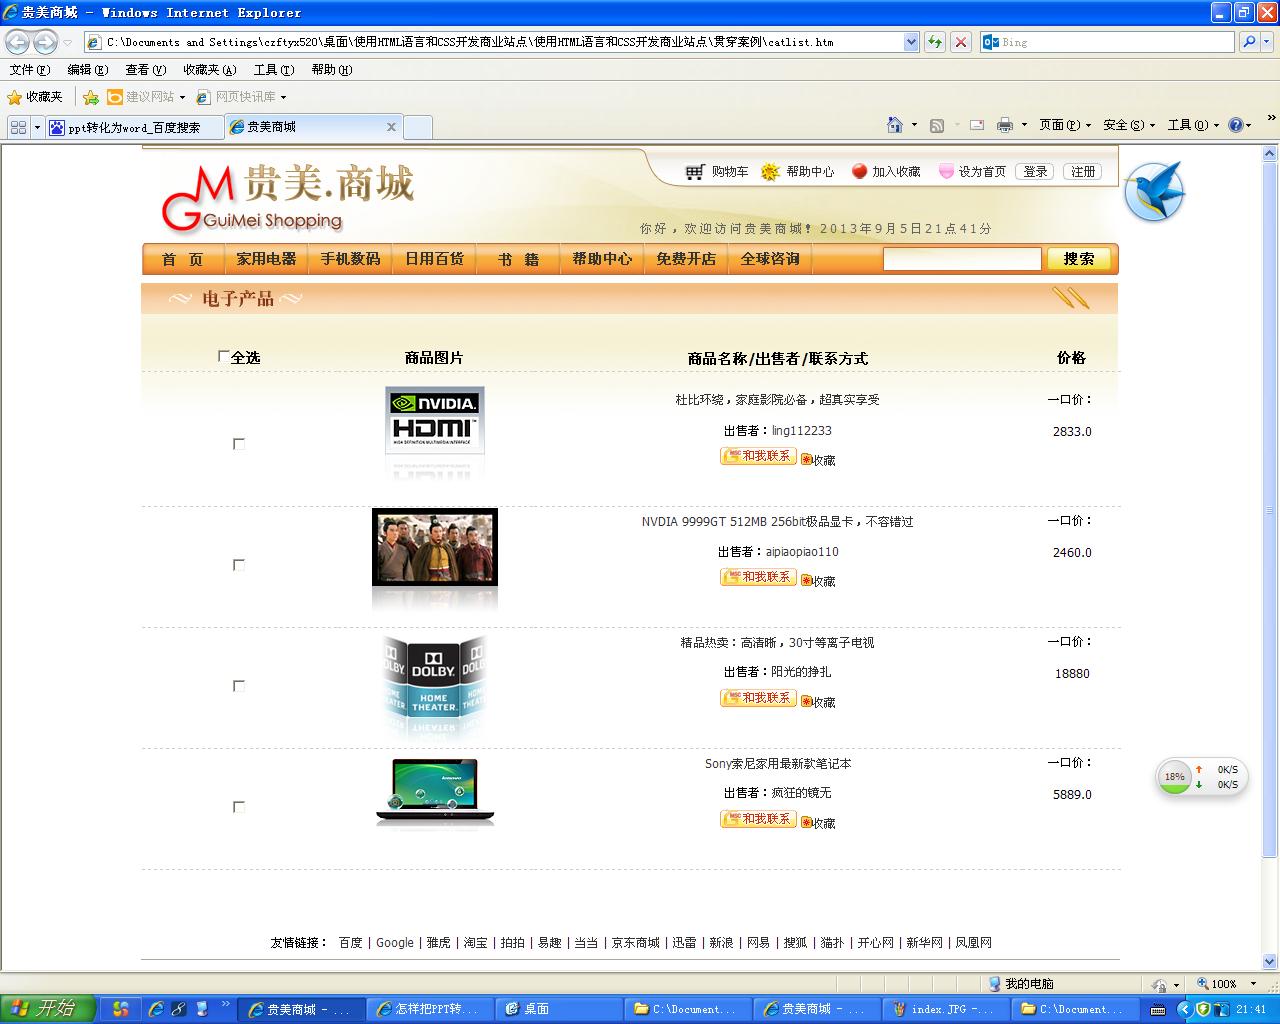 贵美商城 - Windows Internet Explorer
C:\Documents and Settings\czftyx520\桌面\使用HTML语言和CSS开发商业站点\使用HTML语言和CSS开发商业站点\贯穿案例\catlist.htm
Bing
文件(F) 编辑(E) 查看(V) 收藏夹(A) 工具(T) 帮助(H)
收藏夹 建议网站 网页快讯库
ppt转化为word_百度搜索 贵美商城 页面(P) 安全(S) 工具(O)
GM 贵美.商城
GuiMei Shopping
购物车 帮助中心 加入收藏 设为首页 登录 注册
你好，欢迎访问贵美商城! 2013年9月5日21点41分
首 页 家用电器 手机数码 日用百货 书 籍 帮助中心 免费开店 全球咨询 搜索
电子产品
全选 商品图片 商品名称/出售者/联系方式 价格
NVIDIA.
HDMI
HIGH-DEFINITION MULTIMEDIA INTERFACE
杜比环绕，家庭影院必备，超真实享受 一口价：
出售者：ling112233 2833.0
MSC 和我联系 收藏
NVDIA 9999GT 512MB 256bit极品显卡，不容错过 一口价：
出售者：aipiaopiao110 2460.0
MSC 和我联系 收藏
DOLBY.
HOME
THEATER.
精品热卖：高清晰，30寸等离子电视 一口价：
出售者：阳光的挣扎 18880
MSC 和我联系 收藏
Sony索尼家用最新款笔记本 一口价：
出售者：疯狂的镜无 5889.0
MSC 和我联系 收藏
18% 0K/S
0K/S
友情链接： 百度 | Google | 雅虎 | 淘宝 | 拍拍 | 易趣 | 当当 | 京东商城 | 迅雷 | 新浪 | 网易 | 搜狐 | 猫扑 | 开心网 | 新华网 | 凤凰网
我的电脑 100%
开始 贵美商城 - ... 怎样把PPT转... 桌面 C:\Document... 贵美商城 - ... index.JPG -... C:\Document... 21:41